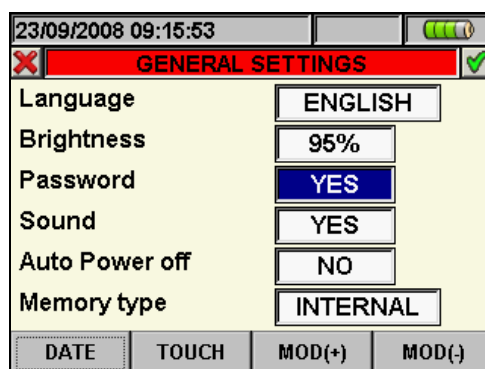 23/09/2008 09:15:53
GENERAL SETTINGS
Language ENGLISH
Brightness 95%
Password YES
Sound YES
Auto Power off NO
Memory type INTERNAL
DATE TOUCH MOD(+) MOD(-)